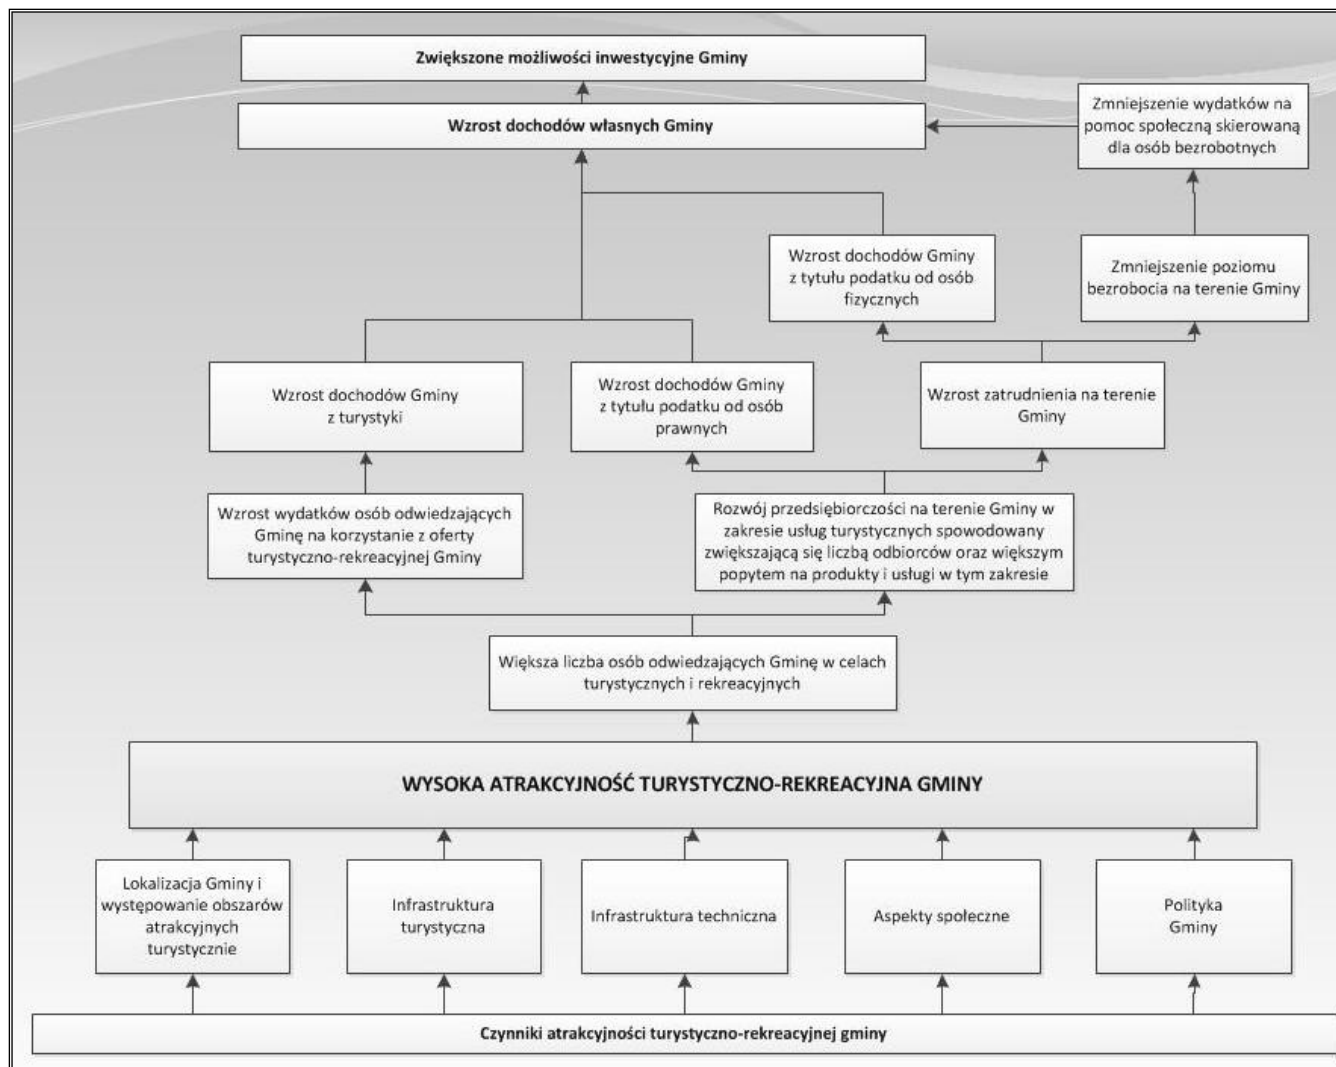 Zwiększone możliwości inwestycyjne Gminy
Wzrost dochodów własnych Gminy
Zmniejszenie wydatków na
pomoc społeczną skierowaną
dla osób bezrobotnych
Wzrost dochodów Gminy
z tytułu podatku od osób
fizycznych
Zmniejszenie poziomu
bezrobocia na terenie Gminy
Wzrost dochodów Gminy
z turystyki
Wzrost dochodów Gminy
z tytułu podatku od osób
prawnych
Wzrost zatrudnienia na terenie
Gminy
Wzrost wydatków osób odwiedzających
Gminę na korzystanie z oferty
turystyczno-rekreacyjnej Gminy
Rozwój przedsiębiorczości na terenie Gminy w
zakresie usług turystycznych spowodowany
zwiększającą się liczbą odbiorców oraz większym
popytem na produkty i usługi w tym zakresie
Większa liczba osób odwiedzających Gminę w celach
turystycznych i rekreacyjnych
WYSOKA ATRAKCYJNOŚĆ TURYSTYCZNO-REKREACYJNA GMINY
Lokalizacja Gminy i
występowanie obszarów
atrakcyjnych
turystycznie
Infrastruktura
turystyczna
Infrastruktura techniczna
Aspekty społeczne
Polityka
Gminy
Czynniki atrakcyjności turystyczno-rekreacyjnej gminy